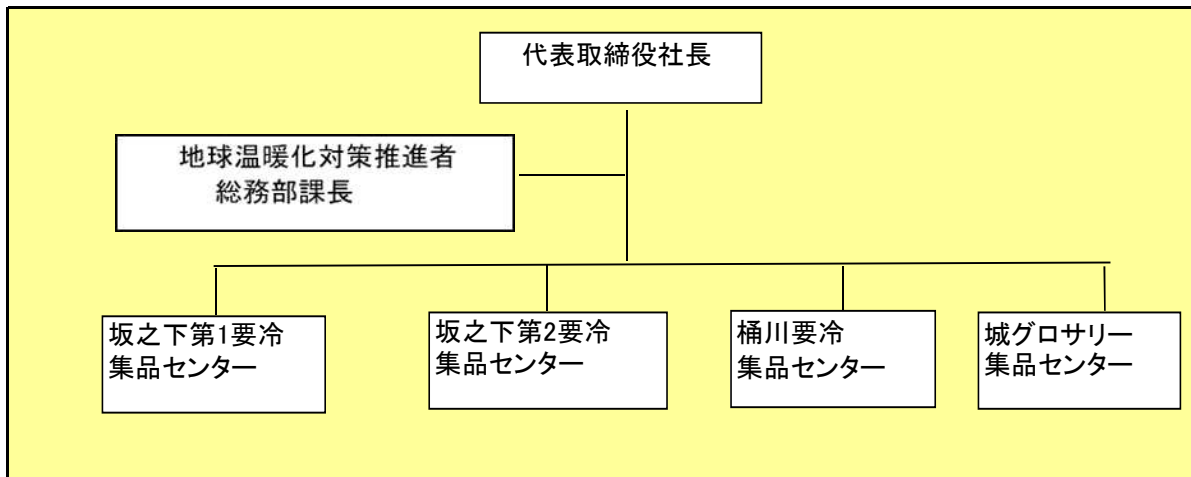 代表取締役社長
地球温暖化対策推進者
総務部課長
坂之下第1要冷
集品センター
坂之下第2要冷
集品センター
桶川要冷
集品センター
城グロサリー
集品センター